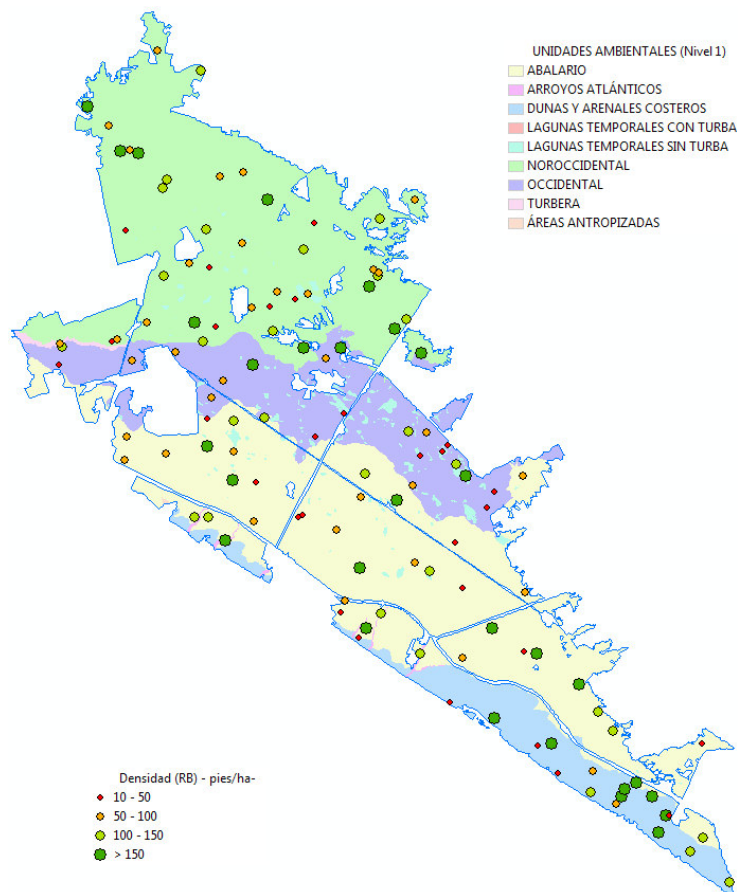 UNIDADES AMBIENTALES (Nivel 1)
ABALARIO
ARROYOS ATLÁNTICOS
DUNAS Y ARENALES COSTEROS
LAGUNAS TEMPORALES CON TURBA
LAGUNAS TEMPORALES SIN TURBA
NOROCCIDENTAL
OCCIDENTAL
TURBERA
ÁREAS ANTROPIZADAS
Densidad (RB) - pies/ha-
10 - 50
50 - 100
100 - 150
> 150